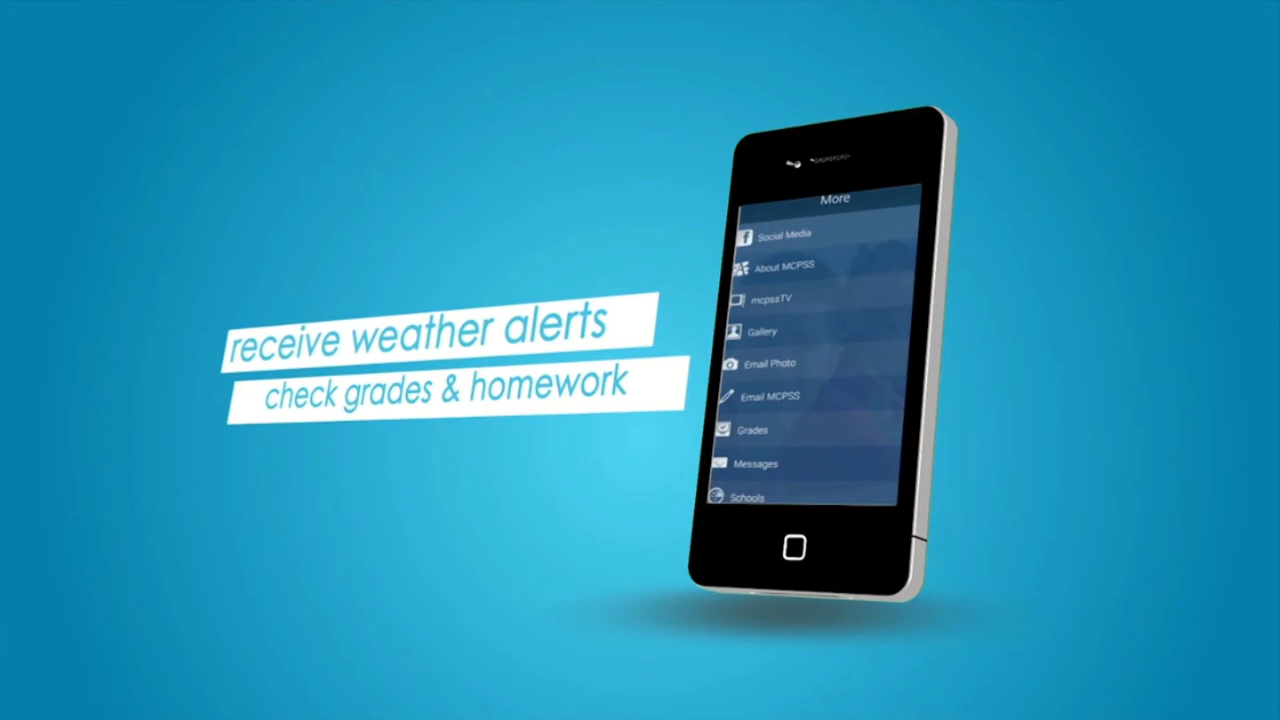 receive weather alerts
check grades & homework
More
Social Media
About MCPSS
mcpssTV
Gallery
Email Photo
Email MCPSS
Grades
Messages
Schools